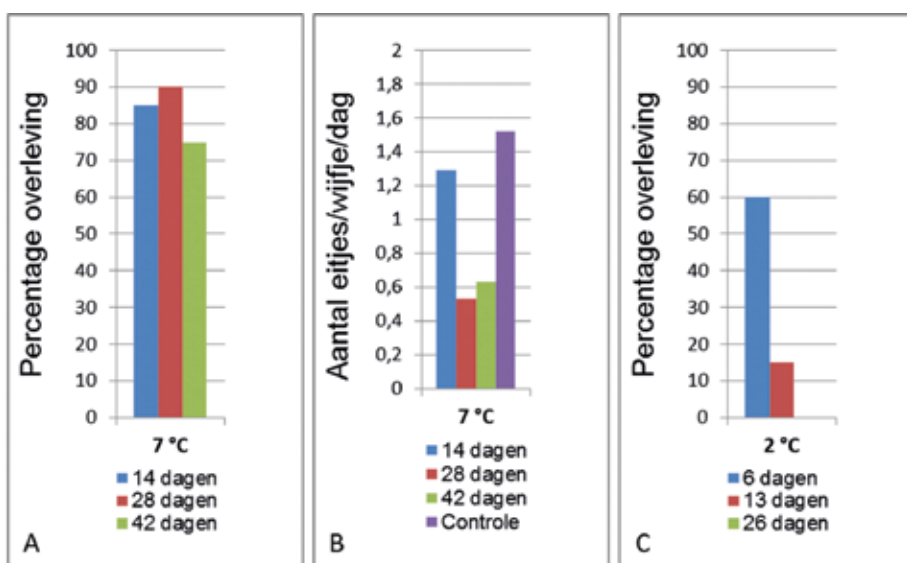 Percentage overleving
100
90
80
70
60
50
40
30
20
10
0
7 °C
14 dagen
28 dagen
42 dagen
A
Aantal eitjes/wijfje/dag
2
1,8
1,6
1,4
1,2
1
0,8
0,6
0,4
0,2
0
7 °C
14 dagen
28 dagen
42 dagen
Controle
B
Percentage overleving
100
90
80
70
60
50
40
30
20
10
0
2 °C
6 dagen
13 dagen
26 dagen
C